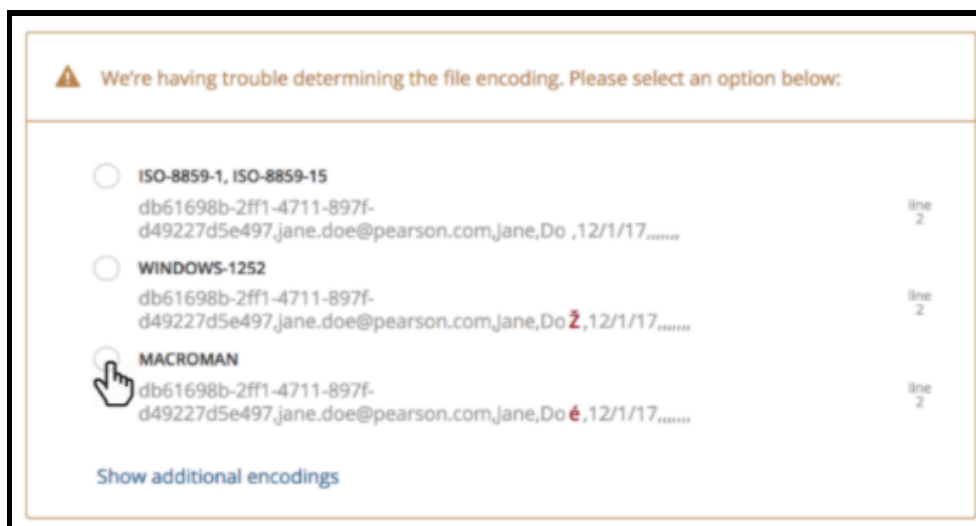 We're having trouble determining the file encoding. Please select an option below:
ISO-8859-1, ISO-8859-15
db61698b-2ff1-4711-897f-
d49227d5e497,jane.doe@pearson.com,Jane,Do ,12/1/17,,,,,,,
line
2
WINDOWS-1252
db61698b-2ff1-4711-897f-
d49227d5e497,jane.doe@pearson.com,Jane,Do Ž,12/1/17,,,,,,,
line
2
MACROMAN
db61698b-2ff1-4711-897f-
d49227d5e497,jane.doe@pearson.com,Jane,Do é,12/1/17,,,,,,,
line
2
Show additional encodings